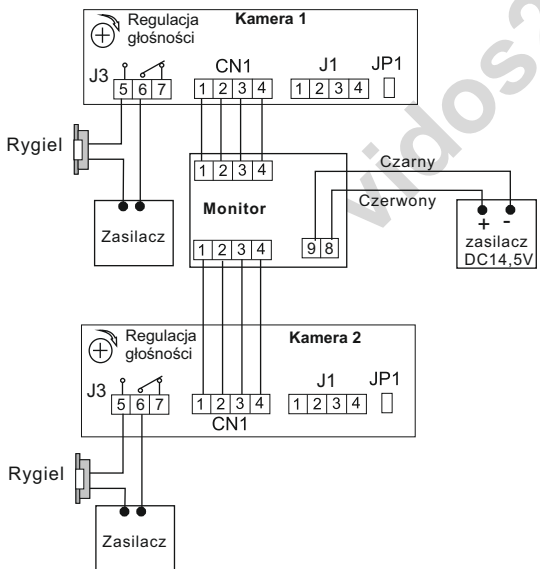 Regulacja
głośności
Kamera 1
J3
CN1
J1
JP1
5 6 7
1 2 3 4
1 2 3 4
Rygiel
Zasilacz
1 2 3 4
Monitor
9 8
1 2 3 4
Czarny
Czerwony
+ -
zasilacz
DC14,5V
Regulacja
głośności
Kamera 2
J3
J1
JP1
5 6 7
1 2 3 4
1 2 3 4
CN1
Rygiel
Zasilacz